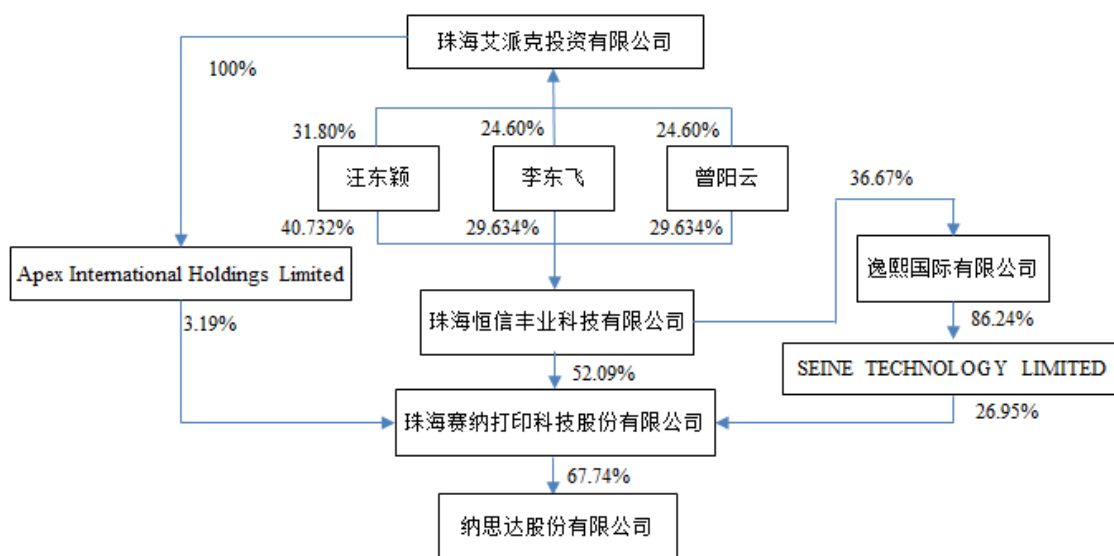 珠海艾派克投资有限公司
100%
31.80%
24.60%
24.60%
汪东颖
李东飞
曾阳云
36.67%
40.732%
29.634%
29.634%
Apex International Holdings Limited
逸熙国际有限公司
3.19%
珠海恒信丰业科技有限公司
86.24%
52.09%
SEINE TECHNOLOGY LIMITED
珠海赛纳打印科技股份有限公司
26.95%
67.74%
纳思达股份有限公司